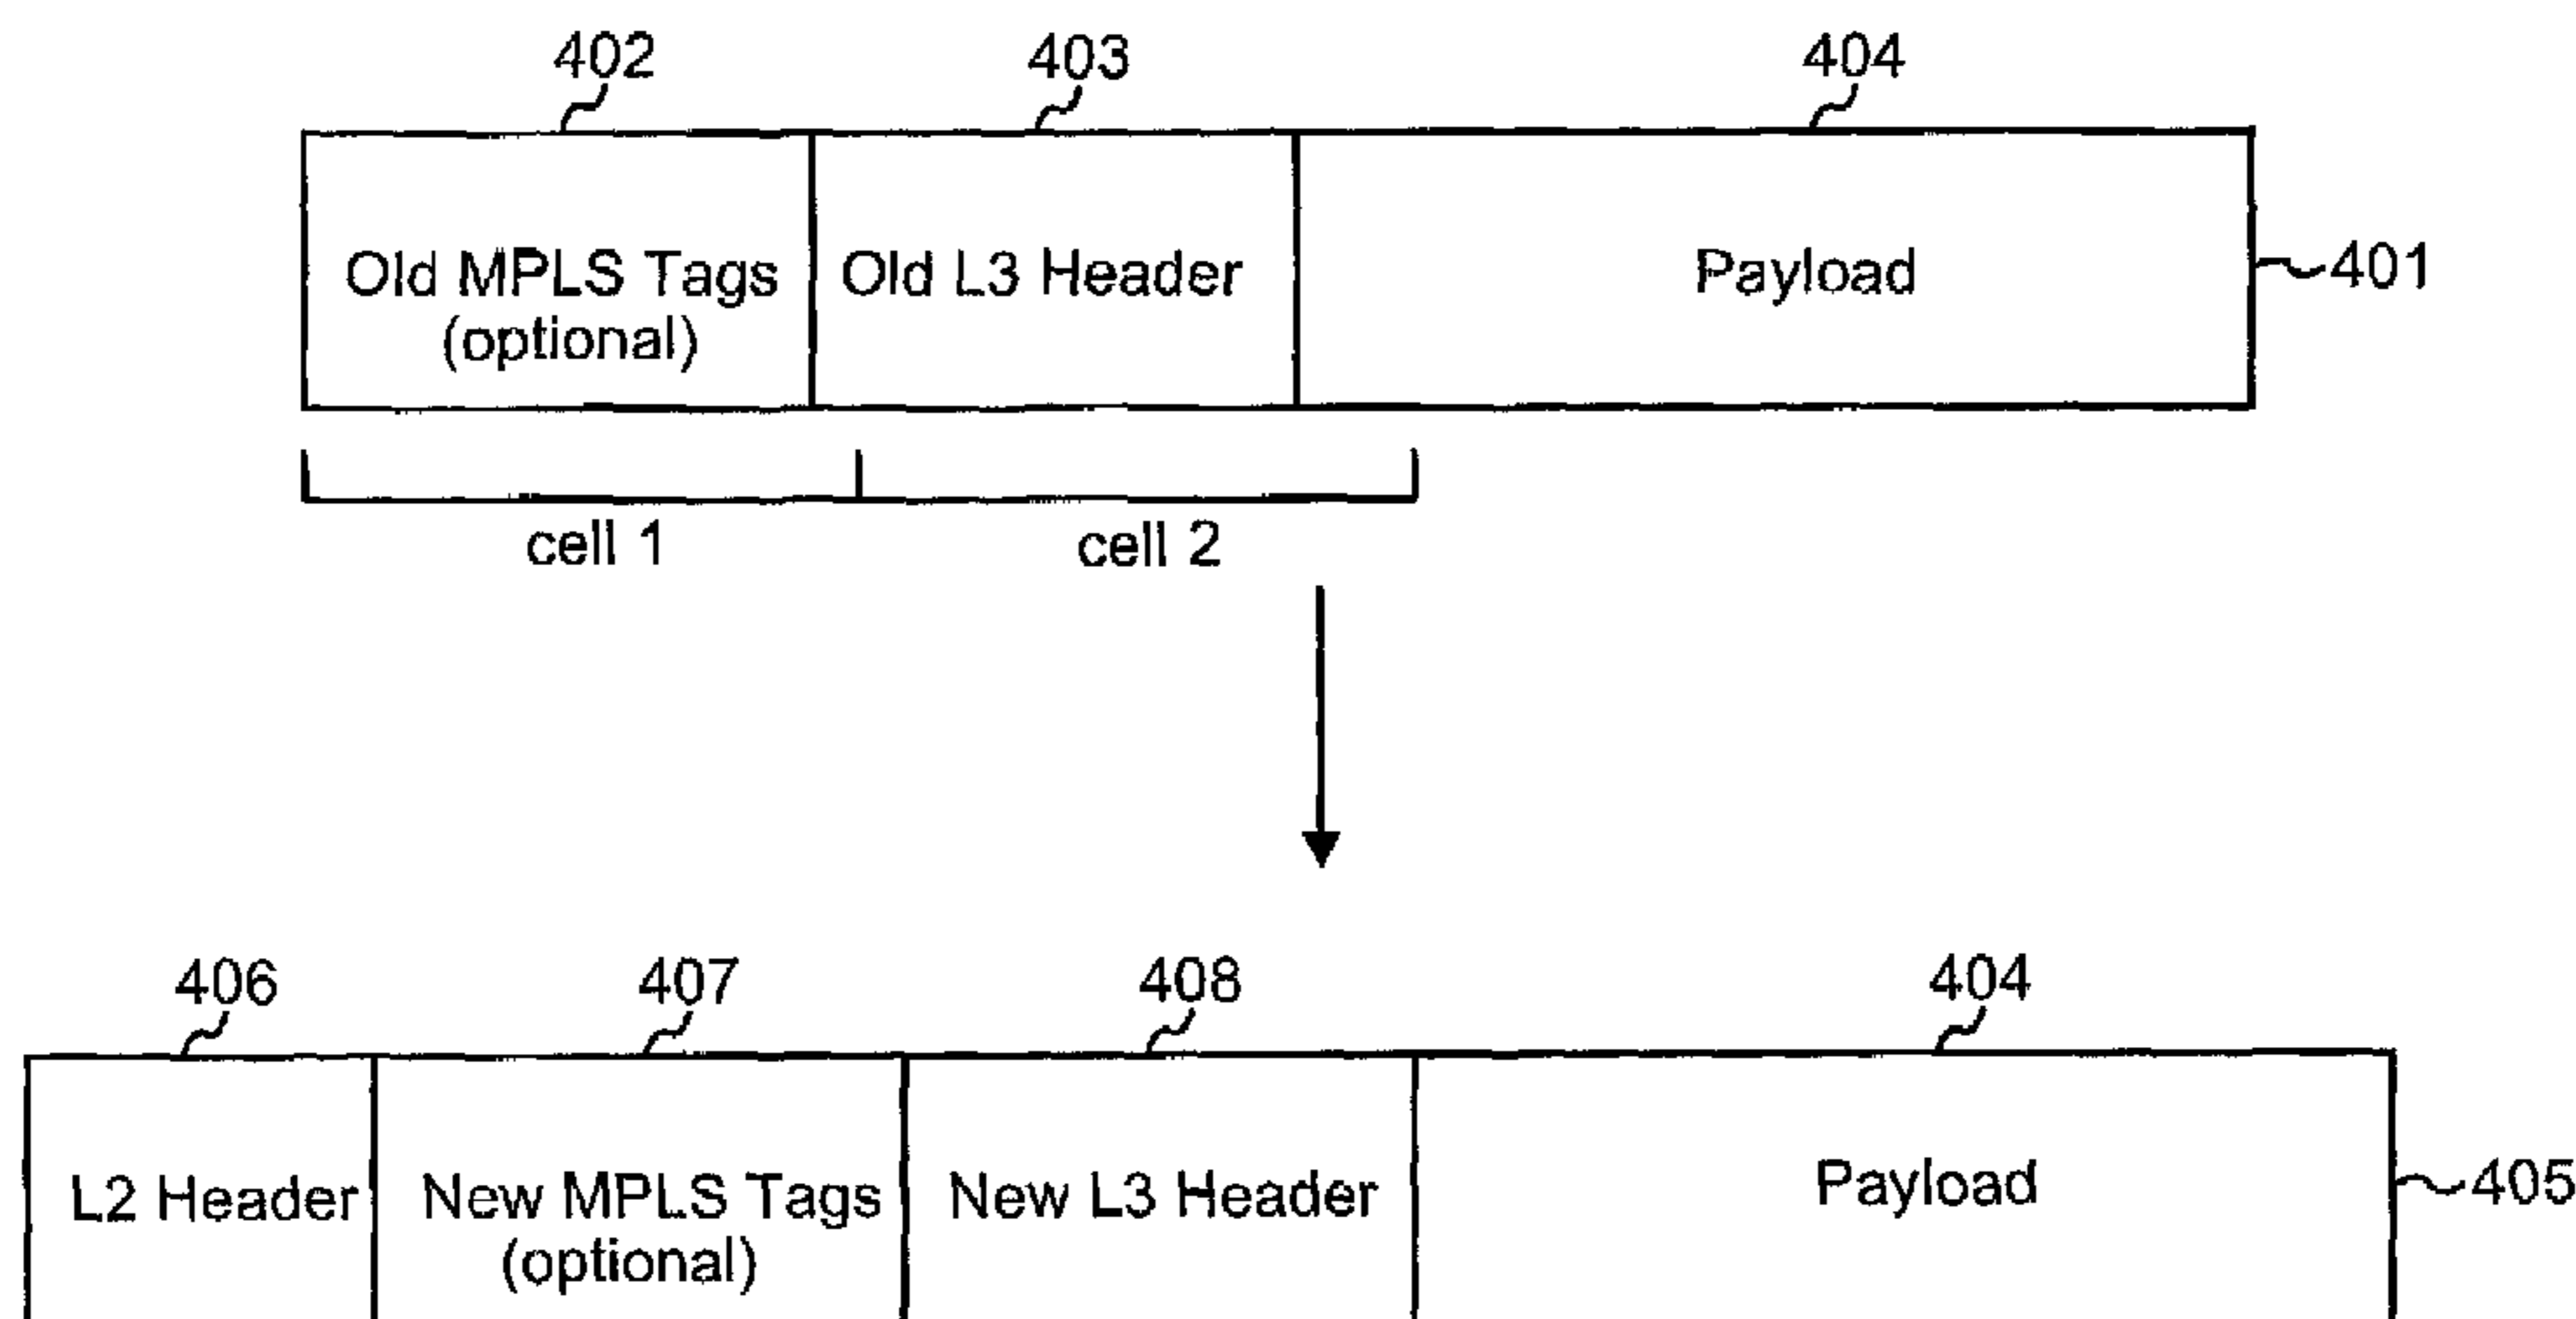 402 403 404
Old MPLS Tags
(optional)
Old L3 Header
Payload
401
cell 1 cell 2
406 407 408 404
L2 Header
New MPLS Tags
(optional)
New L3 Header
Payload
405